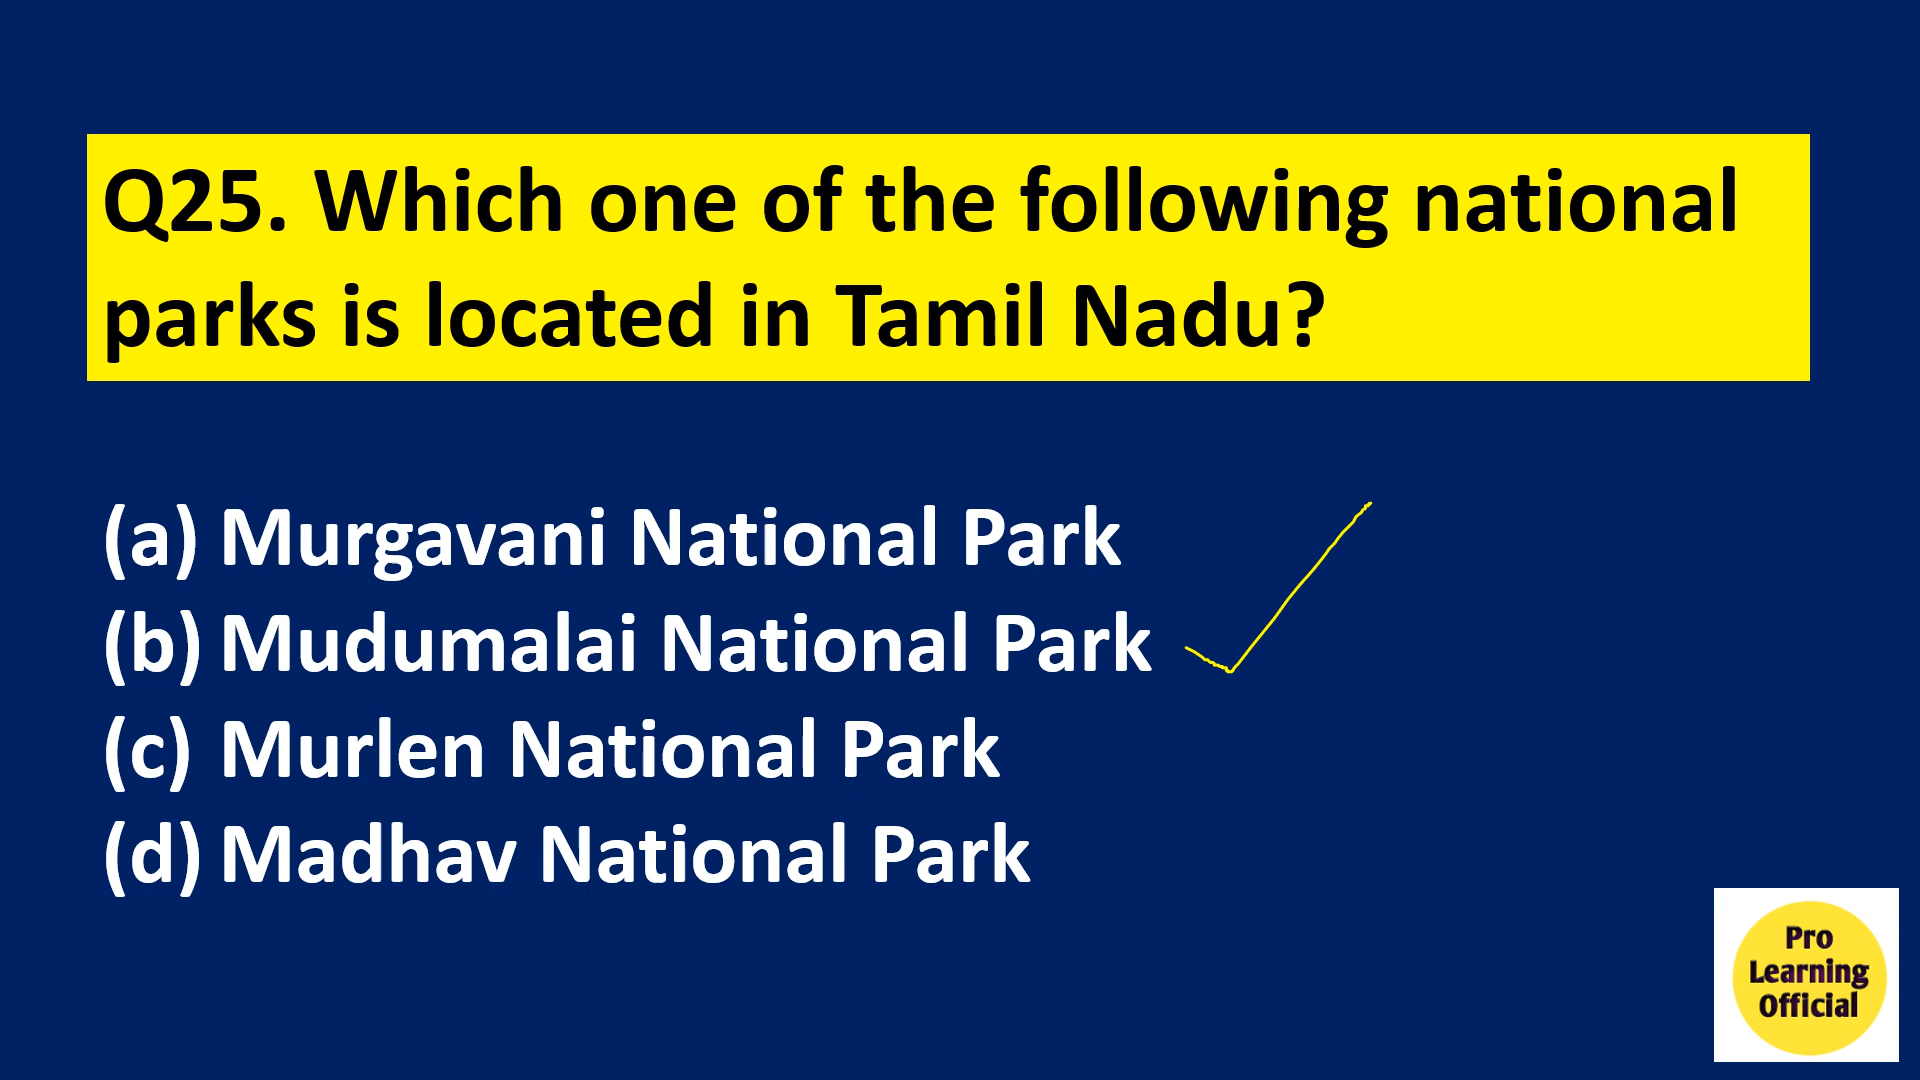 Q25. Which one of the following national
parks is located in Tamil Nadu?
(a) Murgavani National Park
(b) Mudumalai National Park
(c) Murlen National Park
(d) Madhav National Park
Pro
Learning
Official